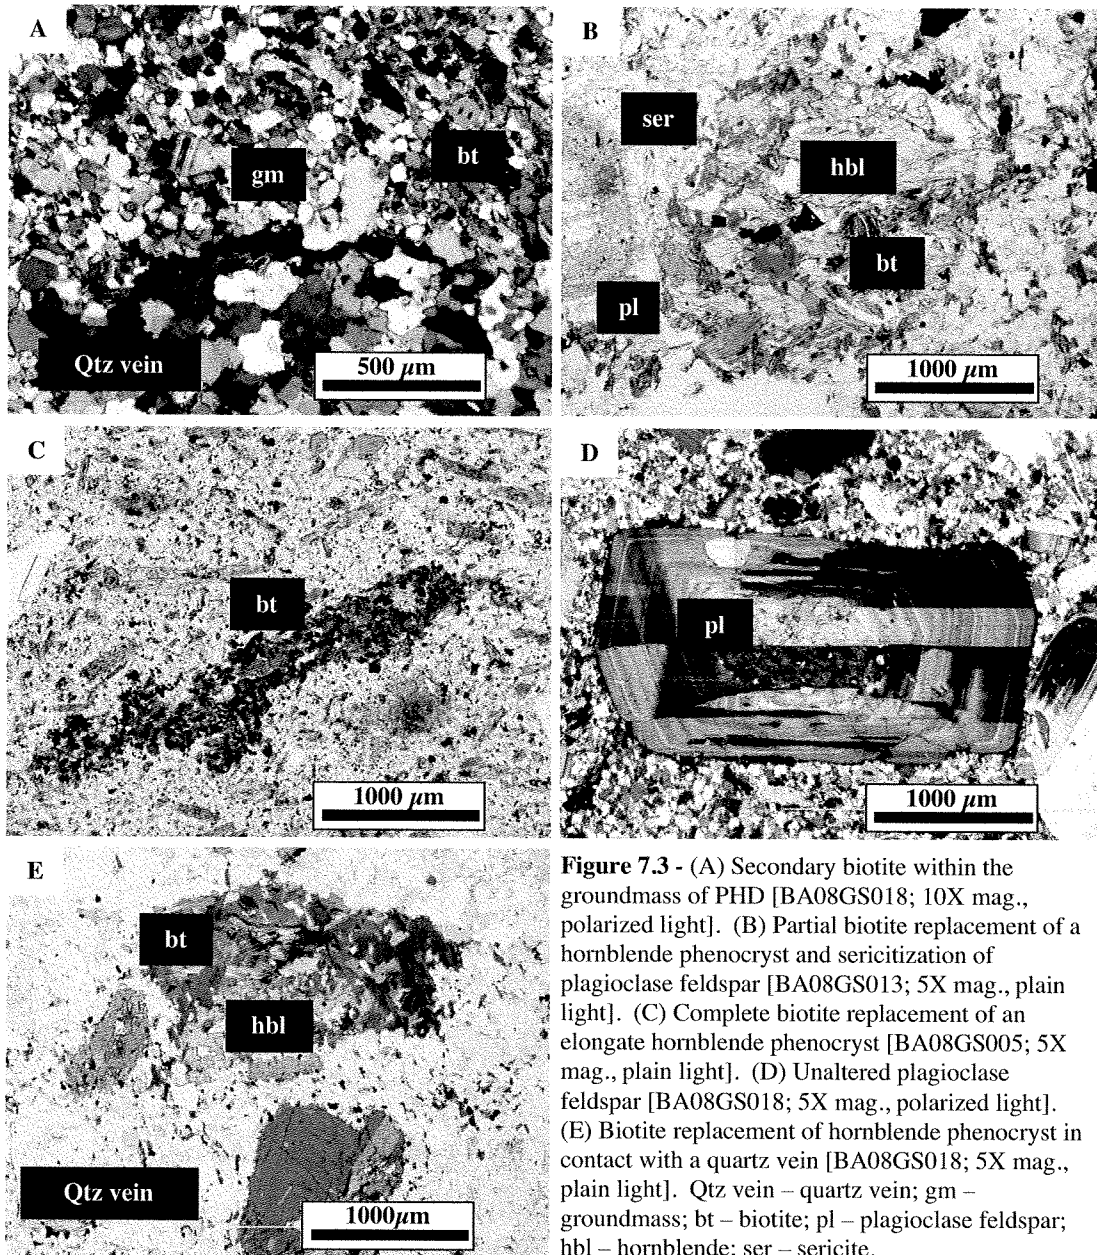 A
bt
gm
Qtz vein
500 µm
B
ser
hbl
bt
pl
1000 µm
C
bt
1000 µm
D
pl
1000 µm
E
bt
hbl
Qtz vein
1000µm
Figure 7.3 - (A) Secondary biotite within the
groundmass of PHD [BA08GS018; 10X mag.,
polarized light]. (B) Partial biotite replacement of a
hornblende phenocryst and sericitization of
plagioclase feldspar [BA08GS013; 5X mag., plain
light]. (C) Complete biotite replacement of an
elongate hornblende phenocryst [BA08GS005; 5X
mag., plain light]. (D) Unaltered plagioclase
feldspar [BA08GS018; 5X mag., polarized light].
(E) Biotite replacement of hornblende phenocryst in
contact with a quartz vein [BA08GS018; 5X mag.,
plain light]. Qtz vein – quartz vein; gm –
groundmass; bt – biotite; pl – plagioclase feldspar;
hbl – hornblende; ser – sericite.